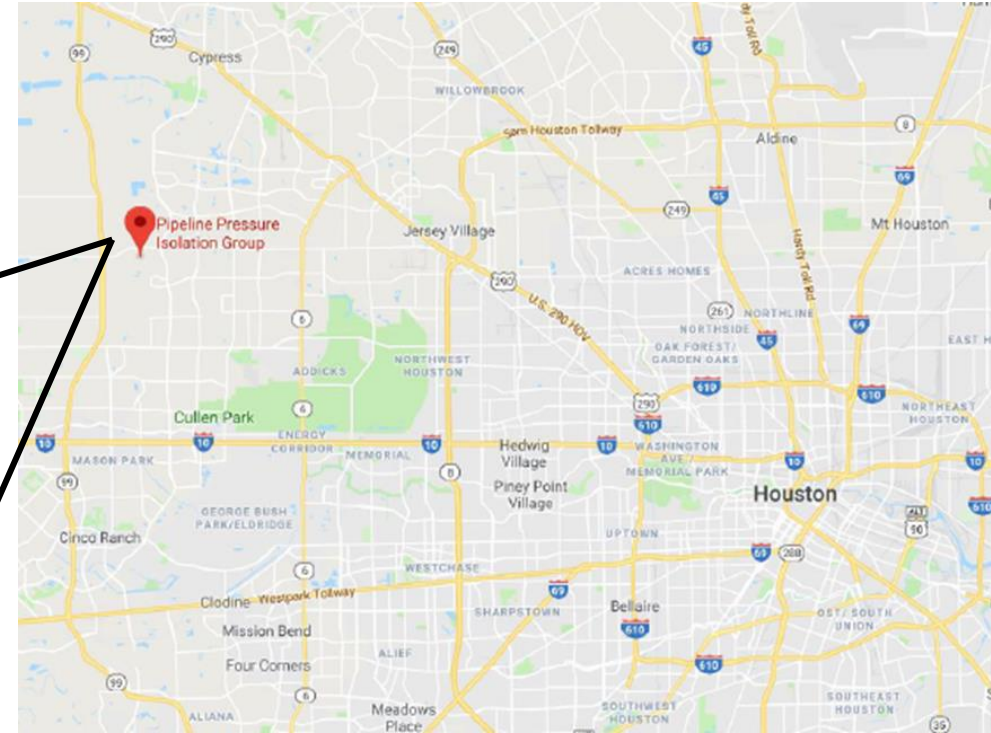 290
99
Cypress
249
45
WILLOWBROOK
Sam Houston Tollway
8
Aldine
69
45
249
Mt Houston
Pipeline Pressure
Isolation Group
Jersey Village
Hardy Toll Rd
ACRES HOMES
290
U.S. 290 HOV
261
NORTHLINE
NORTHSIDE
6
69
45
OAK FOREST/
GARDEN OAKS
NORTHWEST
HOUSTON
ADDICKS
610
290
610
610
NORTHEAST
HOUSTON
Cullen Park
6
10
10
ENERGY
CORRIDOR
MEMORIAL
10
Hedwig
Village
10
WASHINGTON
AVE /
MEMORIAL PARK
10
10
MASON PARK
99
8
Piney Point
Village
Houston
610
GEORGE BUSH
PARK/ELDRIDGE
ALT
90
Cinco Ranch
UPTOWN
69
288
6
WESTCHASE
Clodine
Westpark Tollway
69
SHARPSTOWN
Bellaire
610
OST/ SOUTH
UNION
Mission Bend
ALIEF
Four Corners
610
99
6
ALIANA
Meadows
Place
SOUTHWEST
HOUSTON
SOUTHEAST
HOUSTON
35